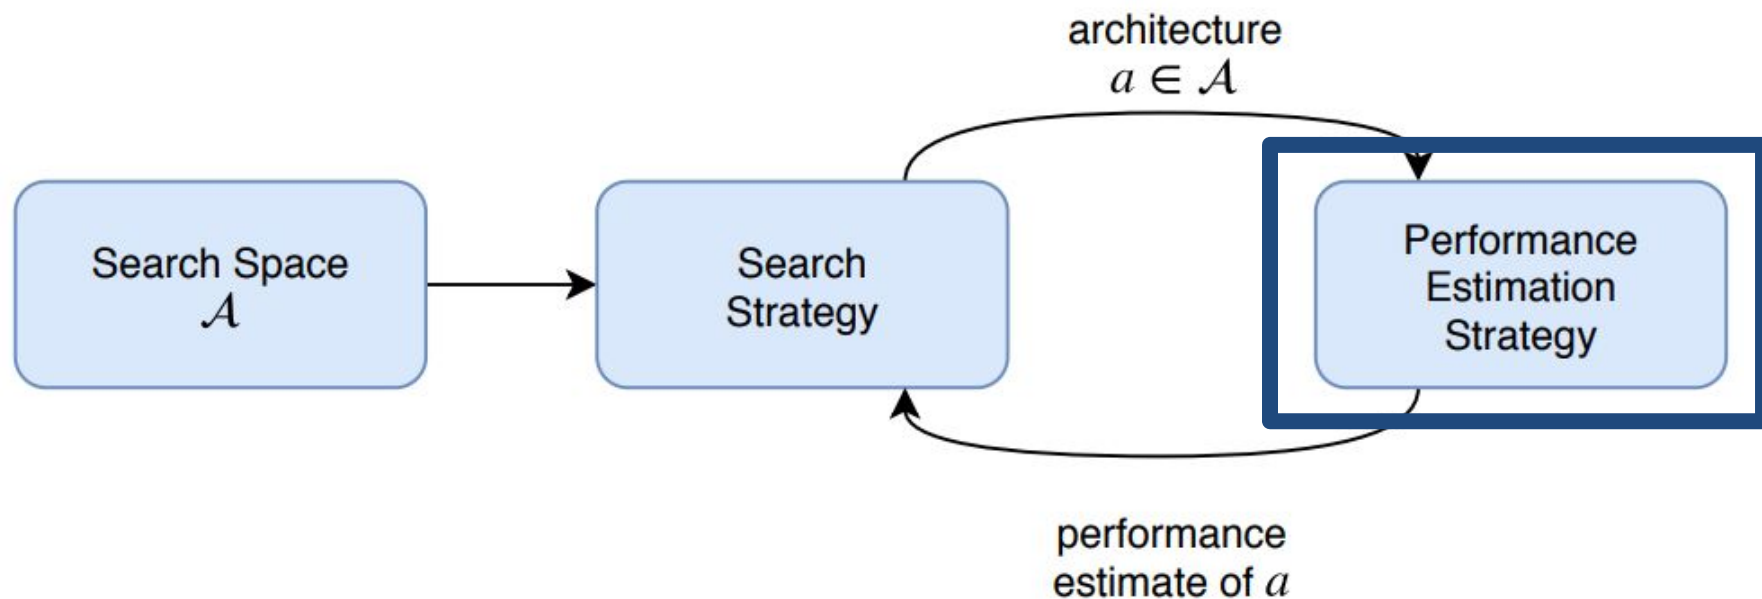 architecture
a ∈ 𝒜
Search Space
𝒜
Search
Strategy
Performance
Estimation
Strategy
performance
estimate of a